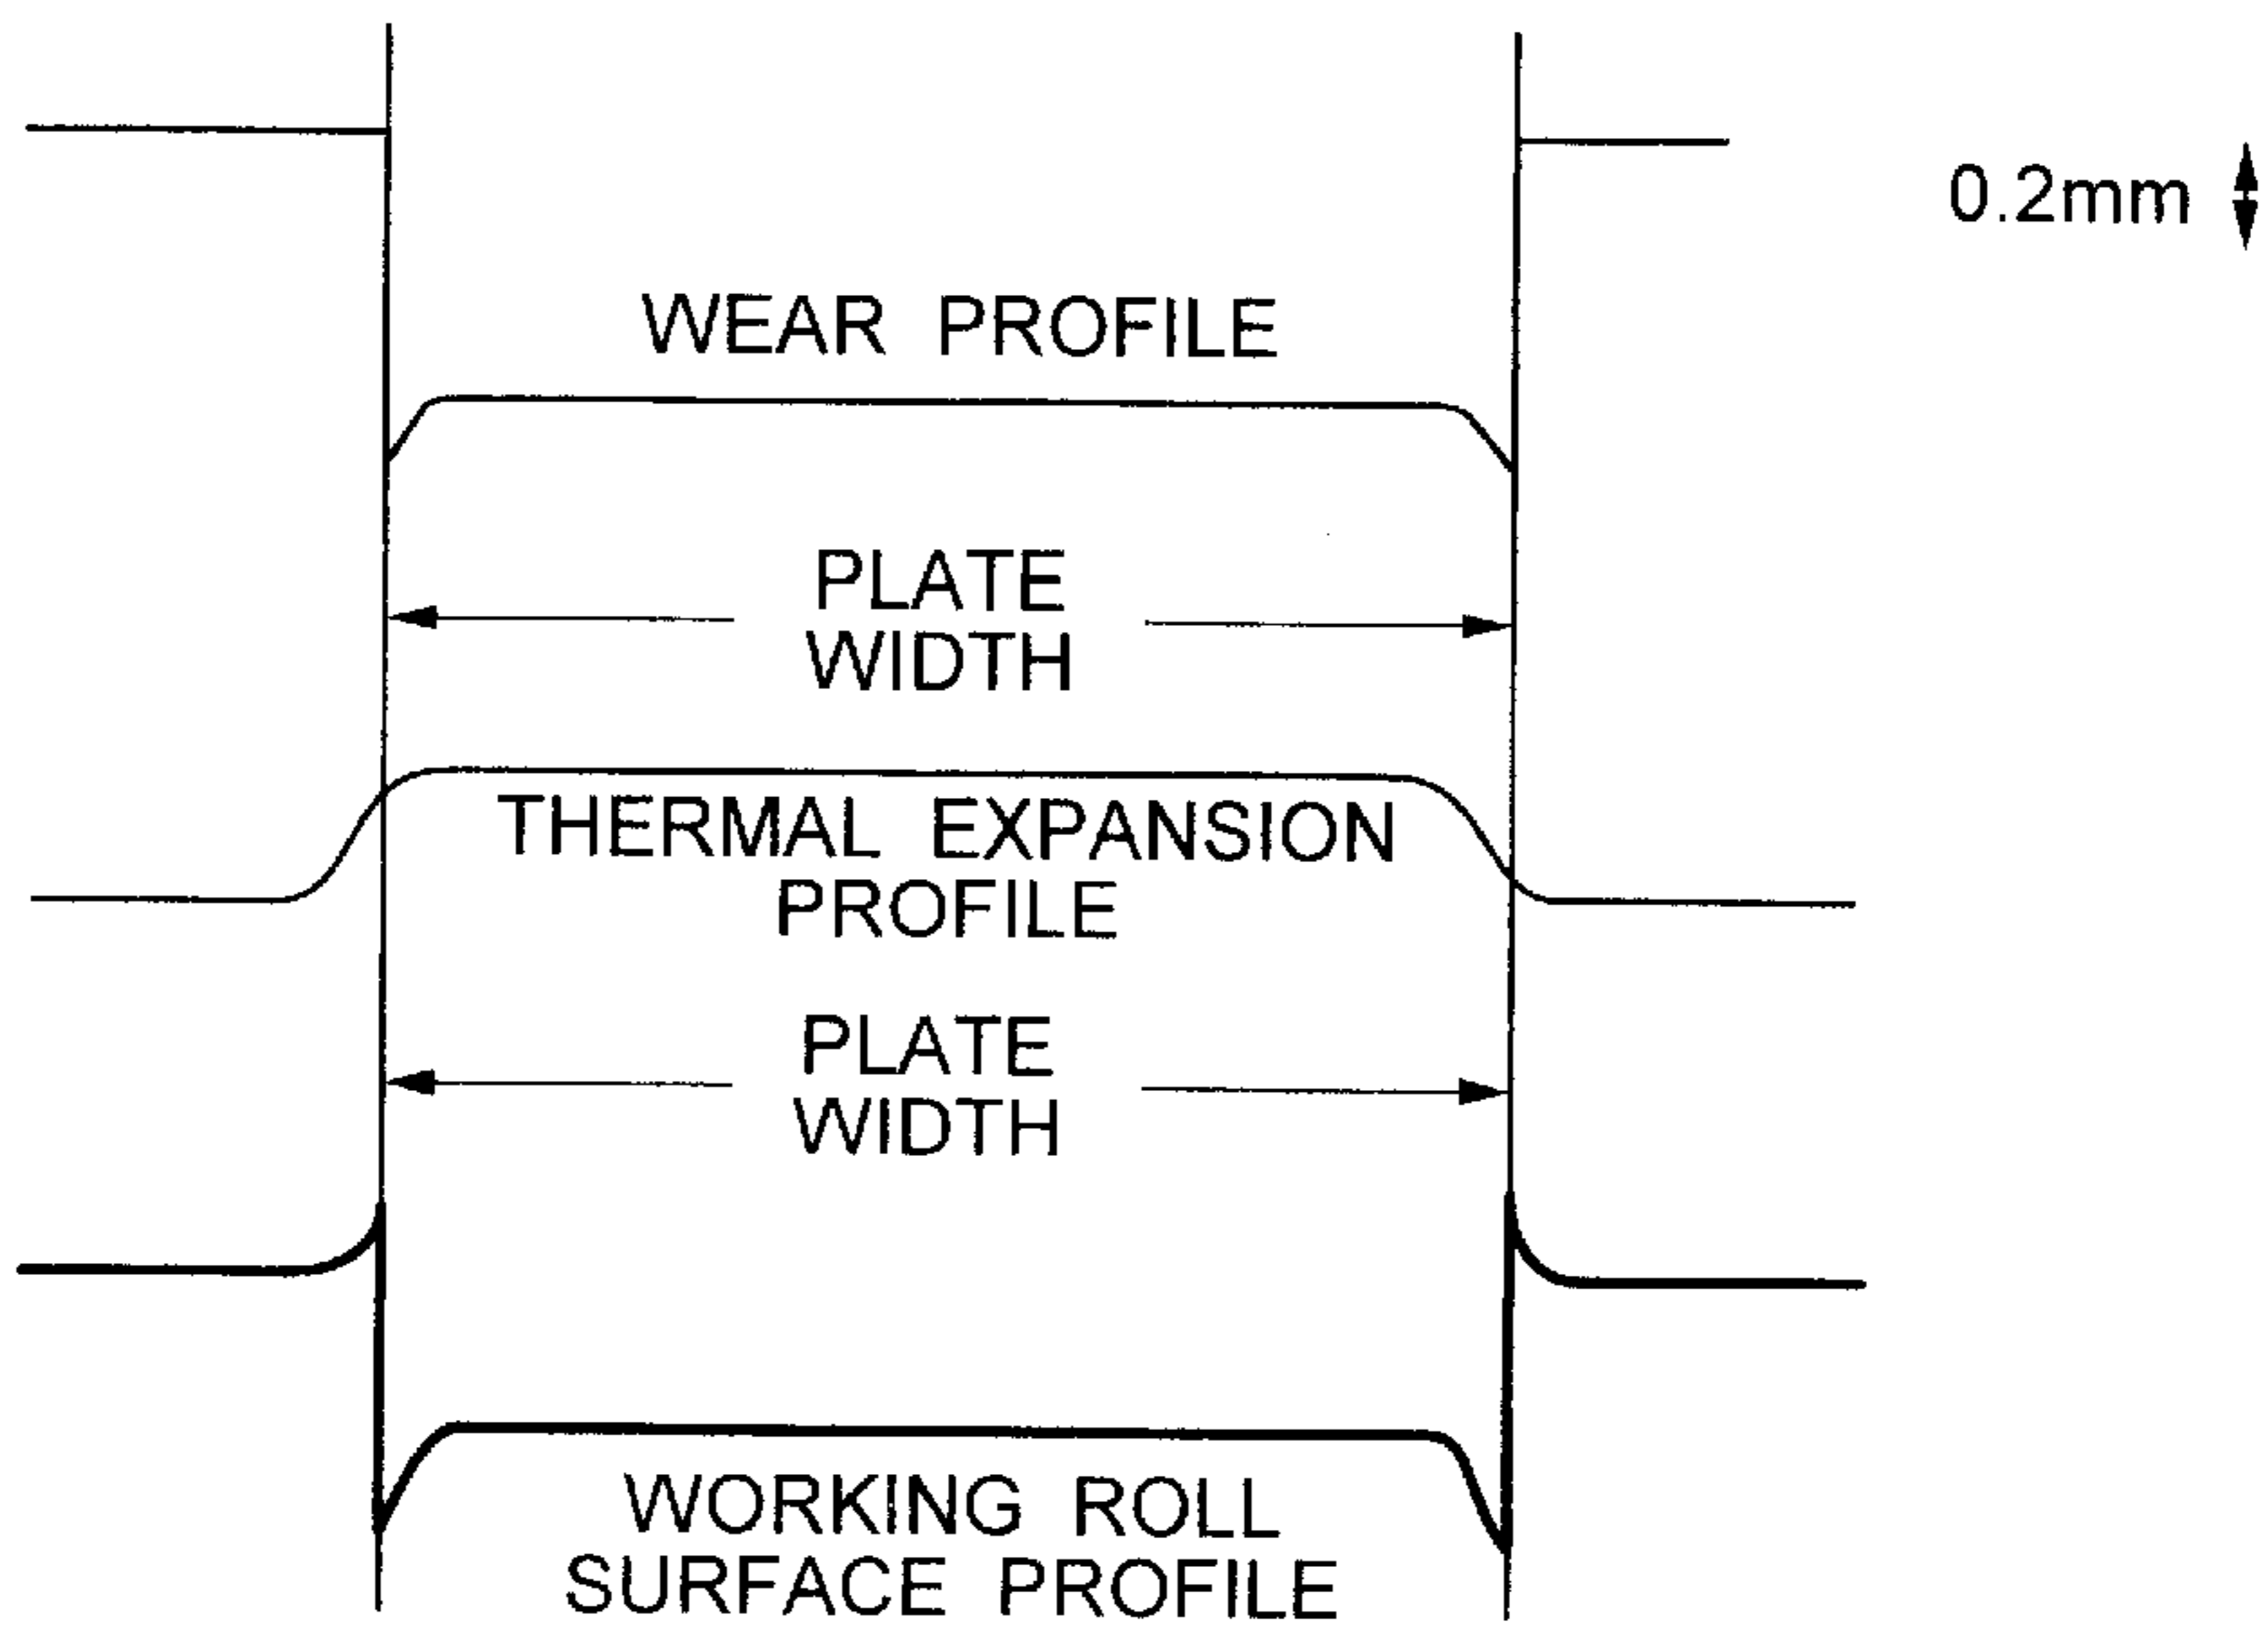 0.2mm
WEAR PROFILE
PLATE
WIDTH
THERMAL EXPANSION
PROFILE
PLATE
WIDTH
WORKING ROLL
SURFACE PROFILE